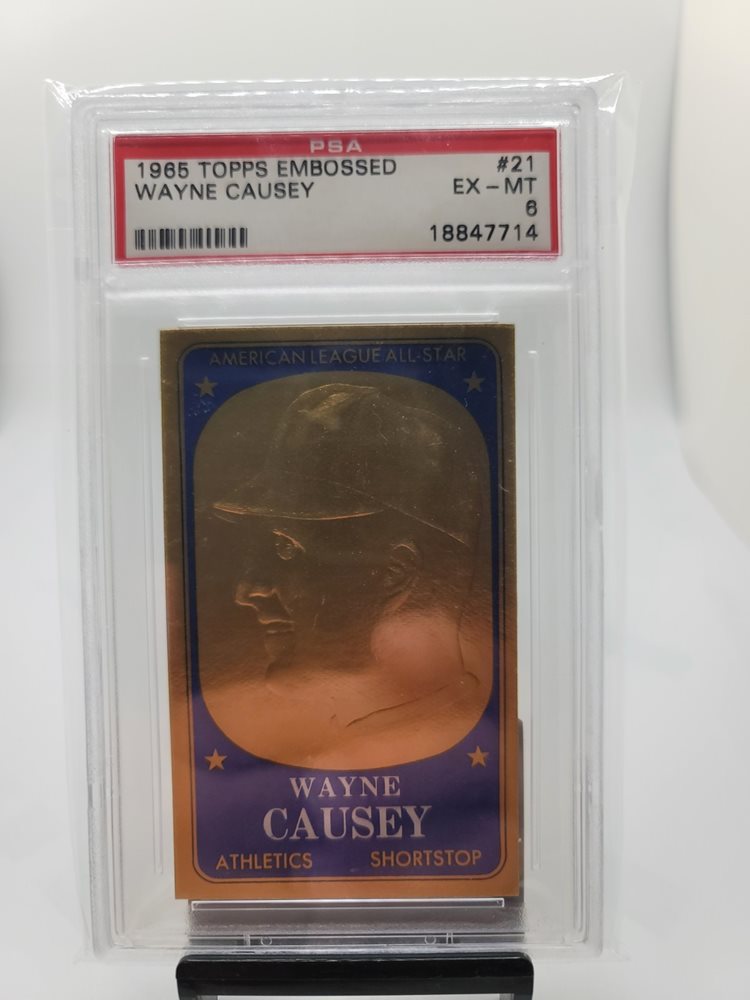 PSA
1965 TOPPS EMBOSSED #21
WAYNE CAUSEY EX - MT
6
18847714
AMERICAN LEAGUE ALL-STAR
WAYNE
CAUSEY
ATHLETICS SHORTSTOP